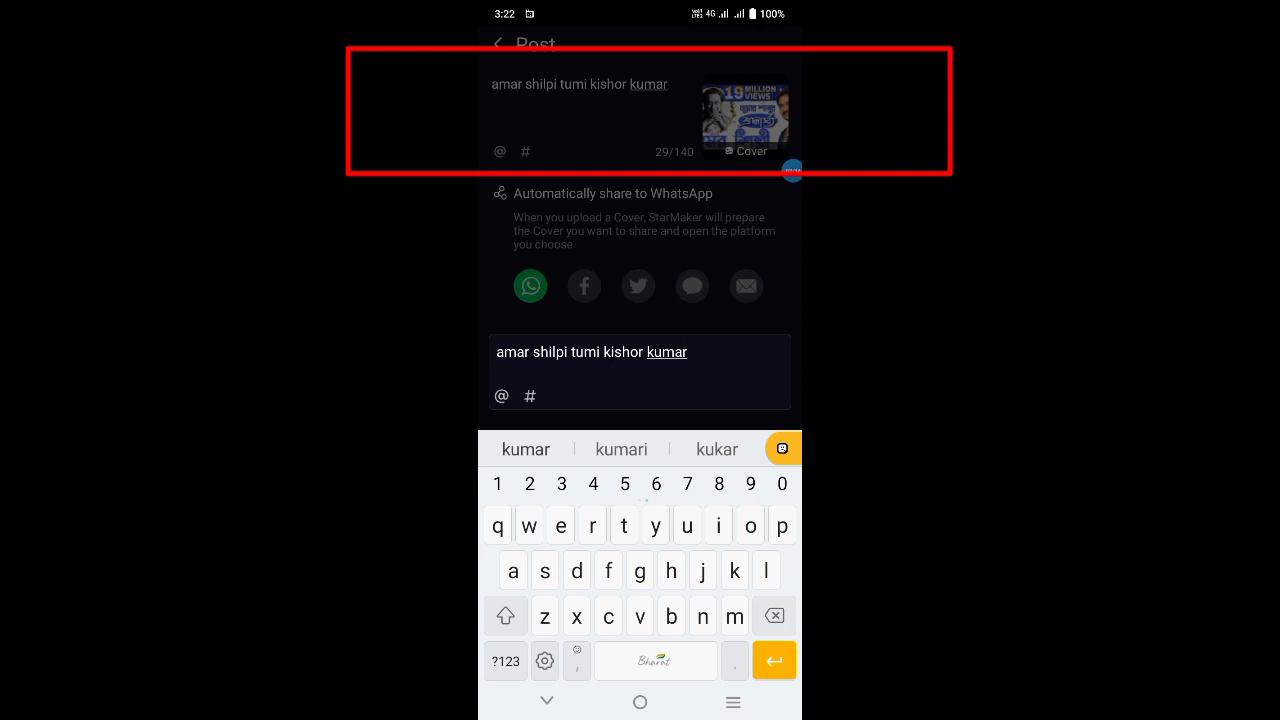 3:22 4G 100%
Post
amar shilpi tumi kishor kumar
19 MILLION
VIEWS
@ # 29/140
Cover
Automatically share to WhatsApp
When you upload a Cover, StarMaker will prepare
the Cover you want to share and open the platform
you choose
amar shilpi tumi kishor kumar
@ #
kumar kumari kukar
1 2 3 4 5 6 7 8 9 0
q w e r t y u i o p
a s d f g h j k l
z x c v b n m
?123 , Bharat .